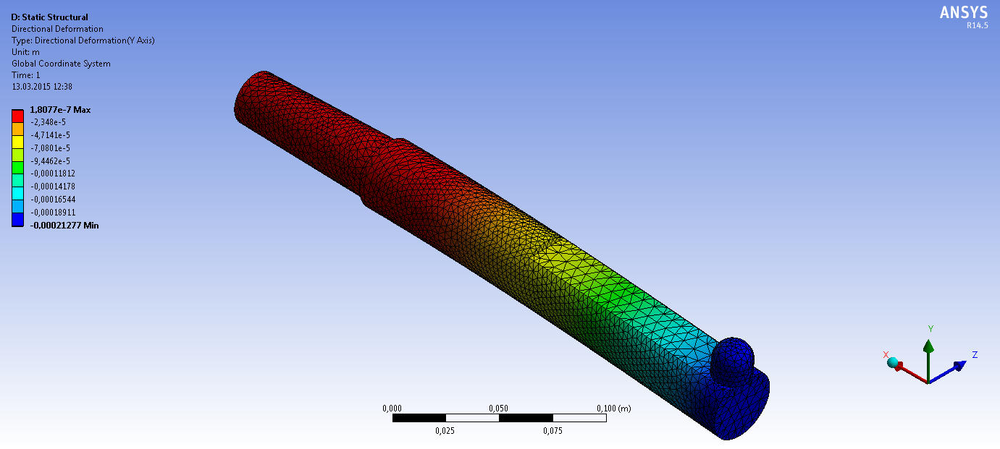 D: Static Structural
Directional Deformation
Type: Directional Deformation(Y Axis)
Unit: m
Global Coordinate System
Time: 1
13.03.2015 12:38
1,8077e-7 Max
-2,348e-5
-4,7141e-5
-7,0801e-5
-9,4462e-5
-0,00011812
-0,00014178
-0,00016544
-0,00018911
-0,00021277 Min
ANSYS
R14.5
Y
X
Z
0,000 0,050 0,100 (m)
0,025 0,075